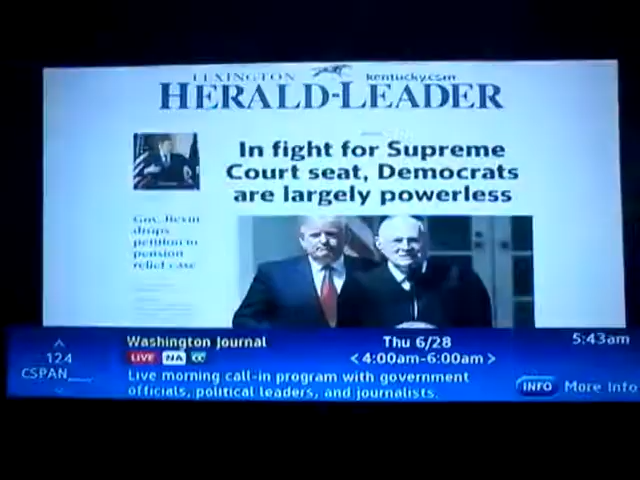 LEXINGTON kentucky.com
HERALD-LEADER
In fight for Supreme
Court seat, Democrats
are largely powerless
Gov. Bevin
drops
petition in
pension
relief case
Washington Journal Thu 6/28 5:43am
124 LIVE NA CC <4:00am-6:00am>
CSPAN
Live morning call-in program with government
officials, political leaders, and journalists.
INFO More Info